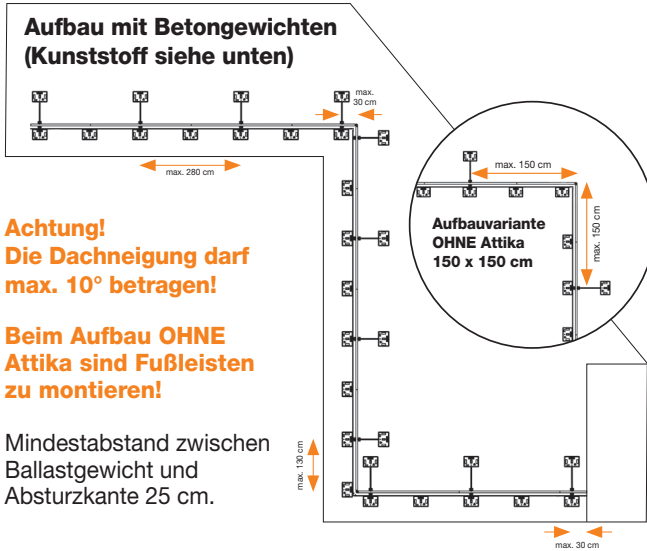 Aufbau mit Betongewichten
(Kunststoff siehe unten)
max.
30 cm
max. 280 cm
max. 150 cm
max. 150 cm
Aufbauvariante
OHNE Attika
150 x 150 cm
Achtung!
Die Dachneigung darf
max. 10° betragen!
Beim Aufbau OHNE
Attika sind Fußleisten
zu montieren!
Mindestabstand zwischen
Ballastgewicht und
Absturzkante 25 cm.
max. 130 cm
max. 30 cm